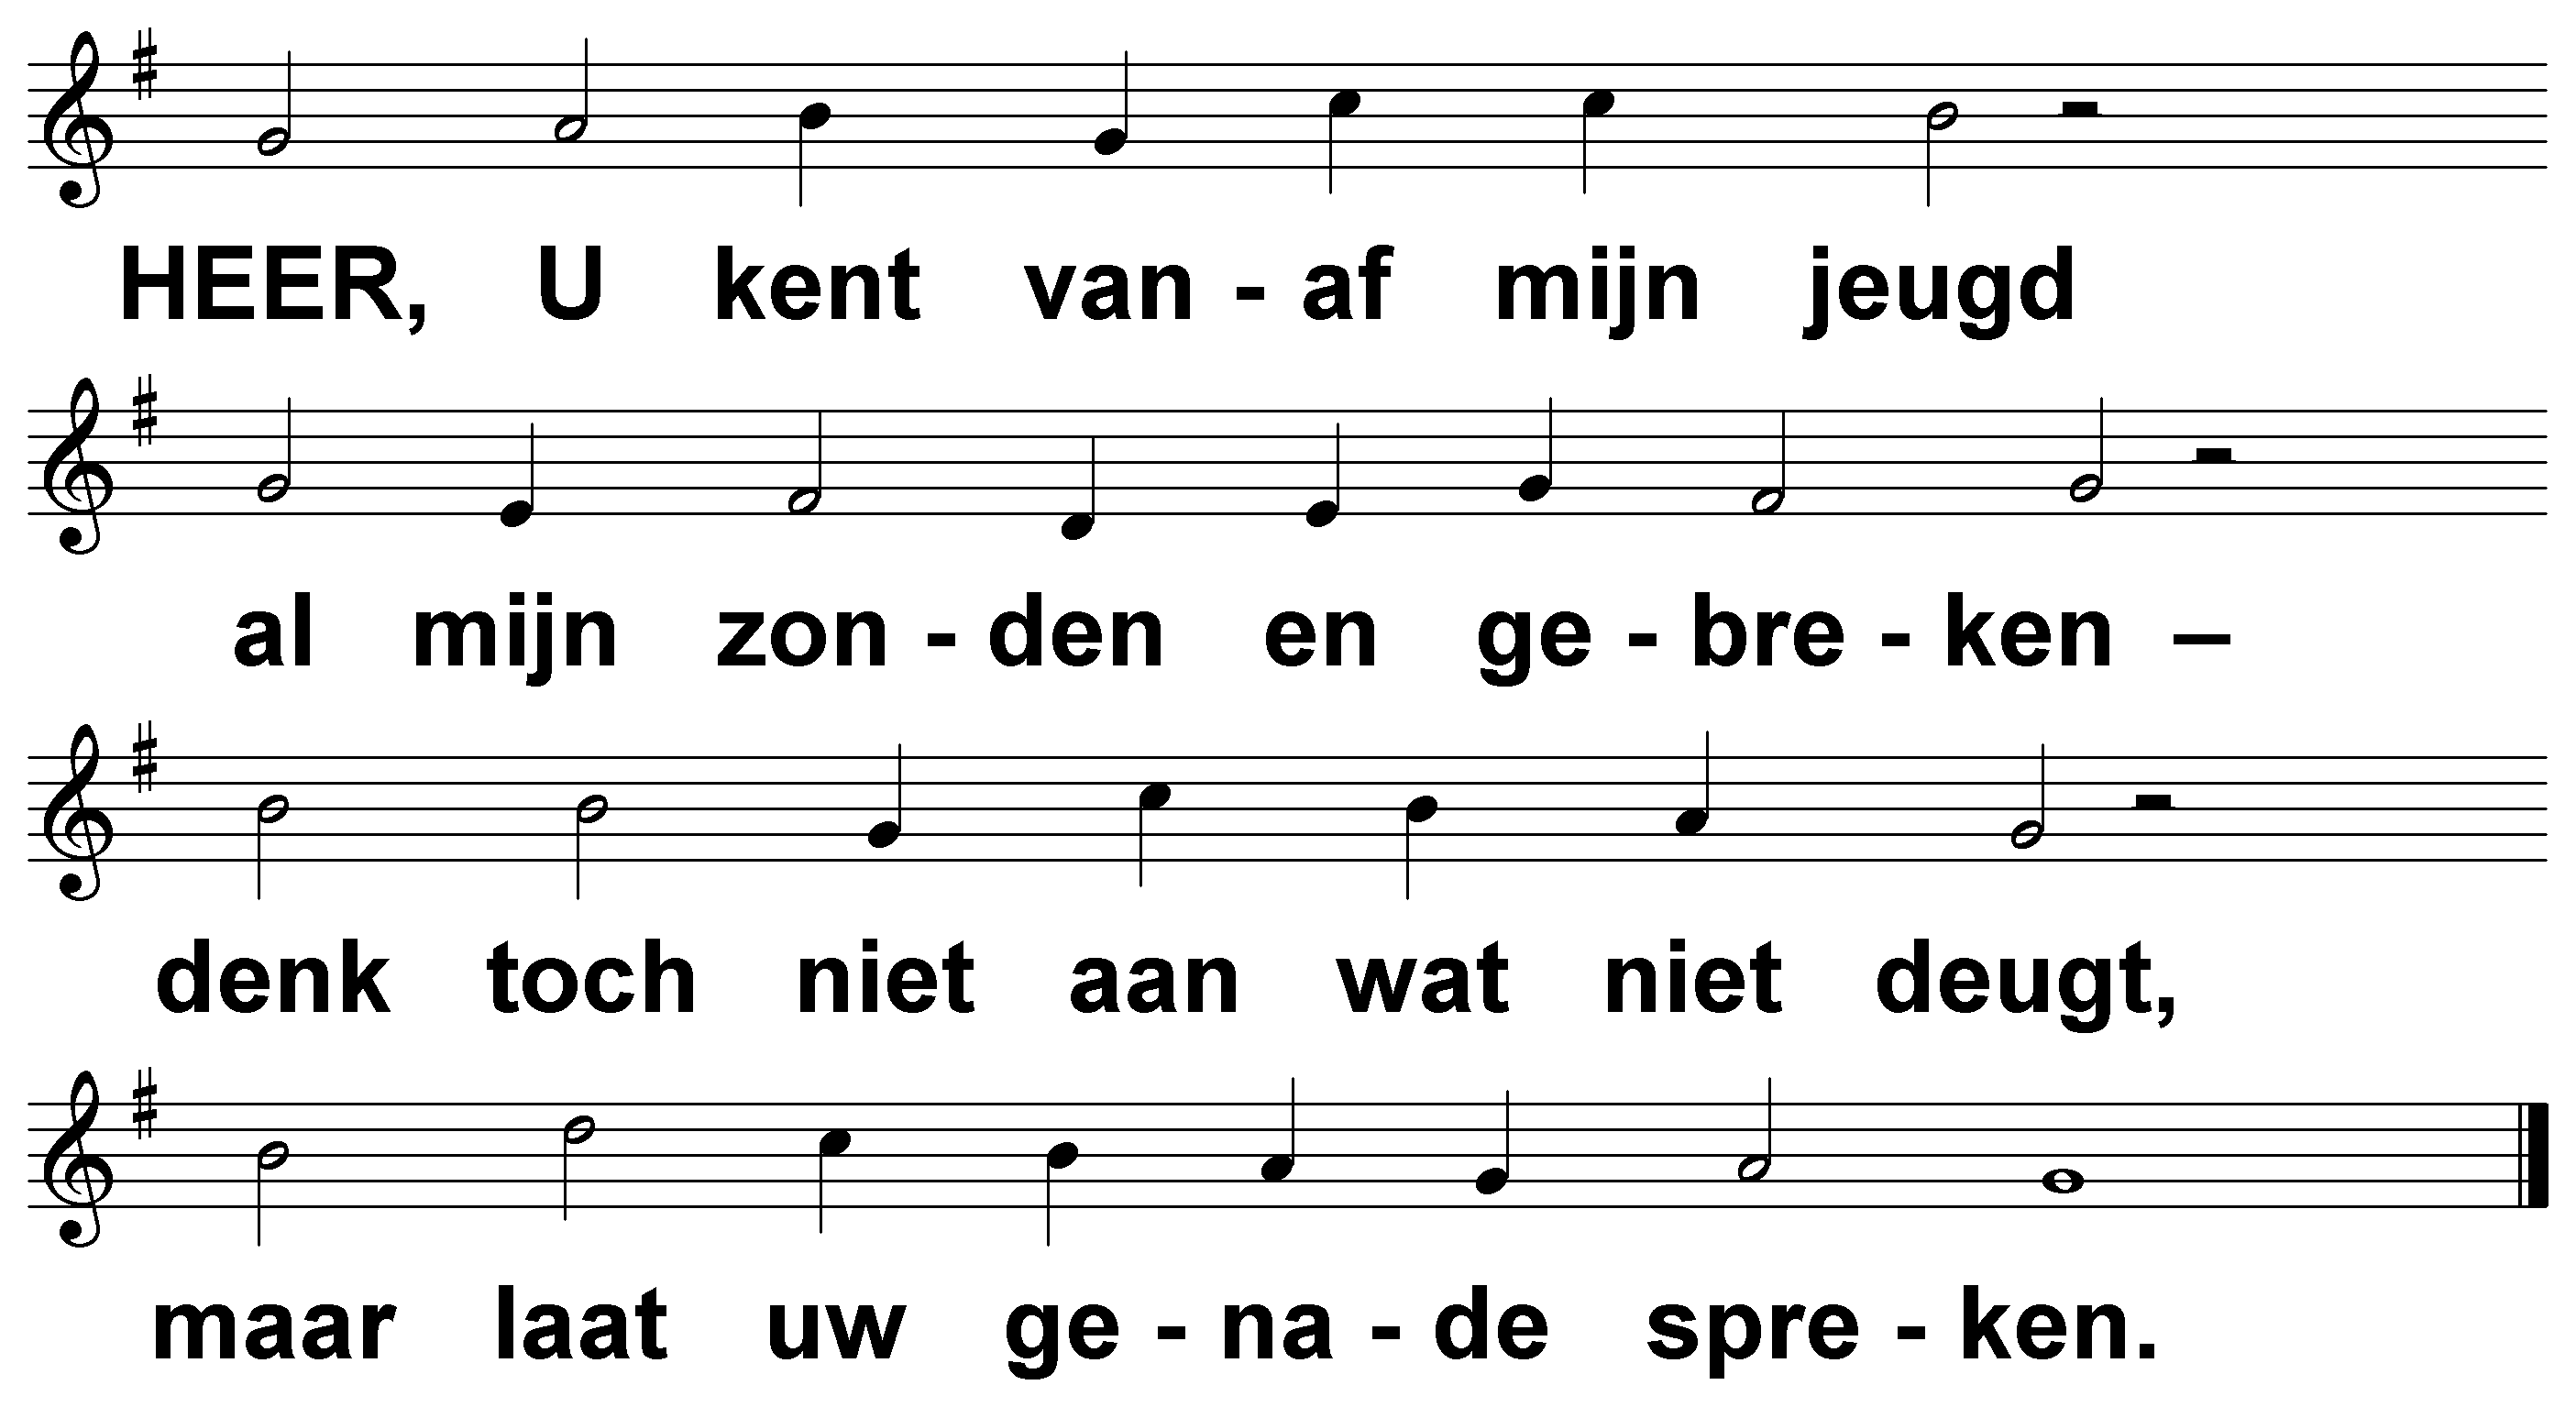 HEER, U kent van - af mijn jeugd
al mijn zon - den en ge - bre - ken –
denk toch niet aan wat niet deugt,
maar laat uw ge - na - de spre - ken.